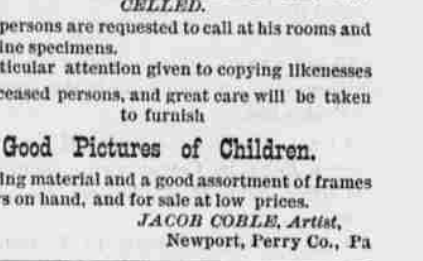 CELLED.
persons are requested to call at his rooms and
ine specimens.
ticular attention given to copying likenesses
ceased persons, and great care will be taken
to furnish
Good Pictures of Children.
ing material and a good assortment of frames
s on hand, and for sale at low prices.
JACOB COBLE, Artist,
Newport, Perry Co., Pa